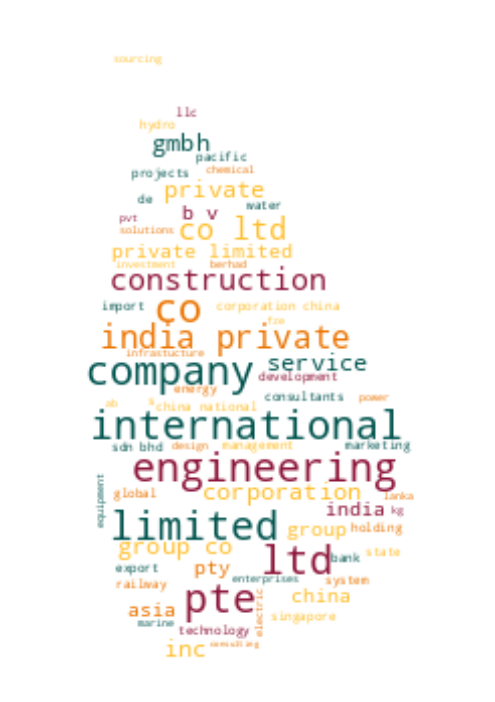 sourcing
llc
hydro
gmbh
pacific
projects
chemical
private
de
water
b v
pvt
solutions
co ltd
private limited
investment
berhad
construction
import
co
corporation china
fze
india private
infrastucture
company
service
development
energy
consultants
power
ab
s
china national
international
sdn bhd
design
management
marketing
engineering
equipment
global
corporation
lanka
india
kg
limited
group
holding
group co
ltd
bank
state
export
pty
enterprises
system
railway
pte
electric
china
asia
singapore
marine
technology
inc
consulting